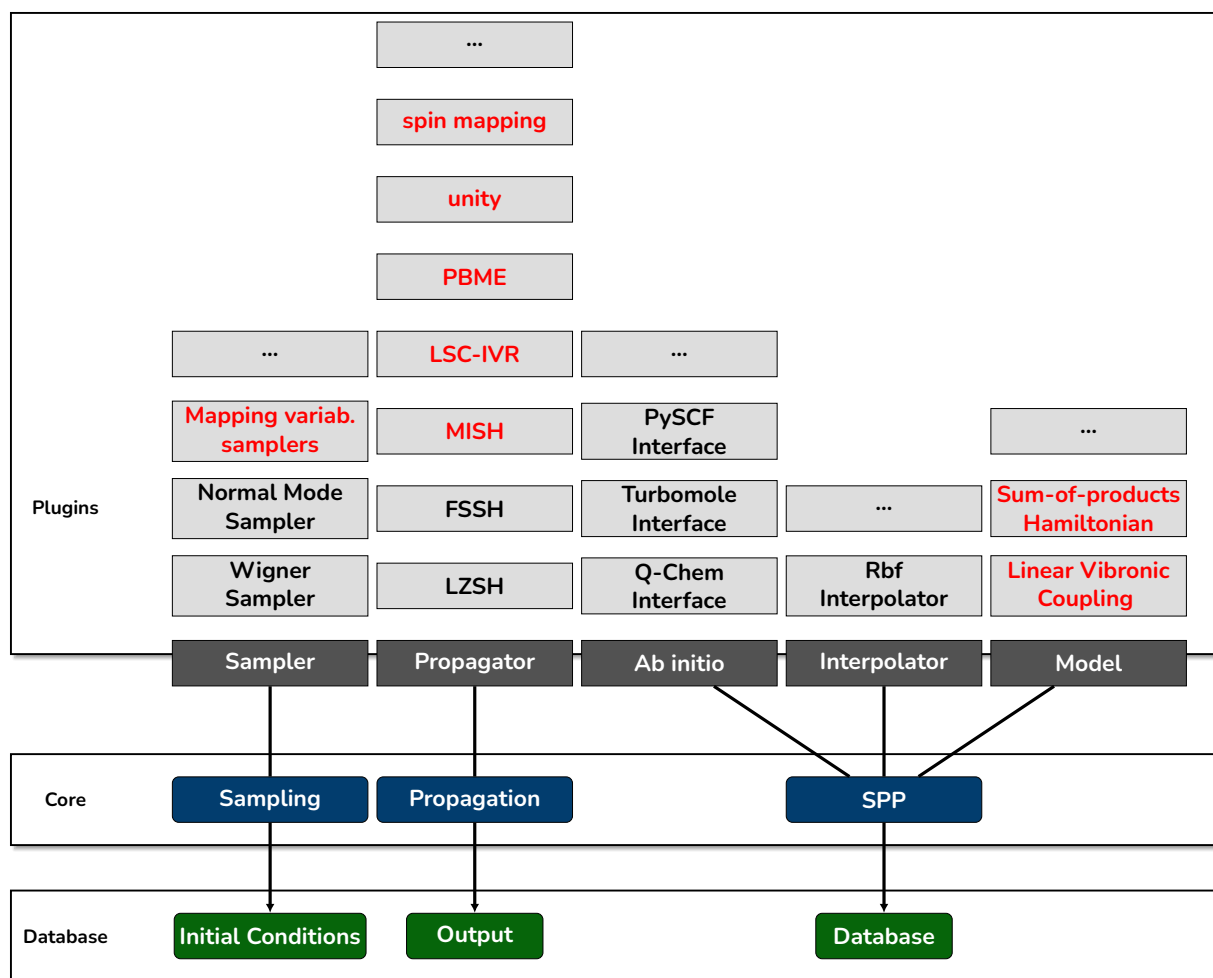 ...
spin mapping
unity
PBME
... LSC-IVR ...
Mapping variab.
samplers
MISH
PySCF
Interface
...
Plugins
Normal Mode
Sampler
FSSH
Turbomole
Interface
...
Sum-of-products
Hamiltonian
Wigner
Sampler
LZSH
Q-Chem
Interface
Rbf
Interpolator
Linear Vibronic
Coupling
Sampler Propagator Ab initio Interpolator Model
Core Sampling Propagation SPP
Database Initial Conditions Output Database